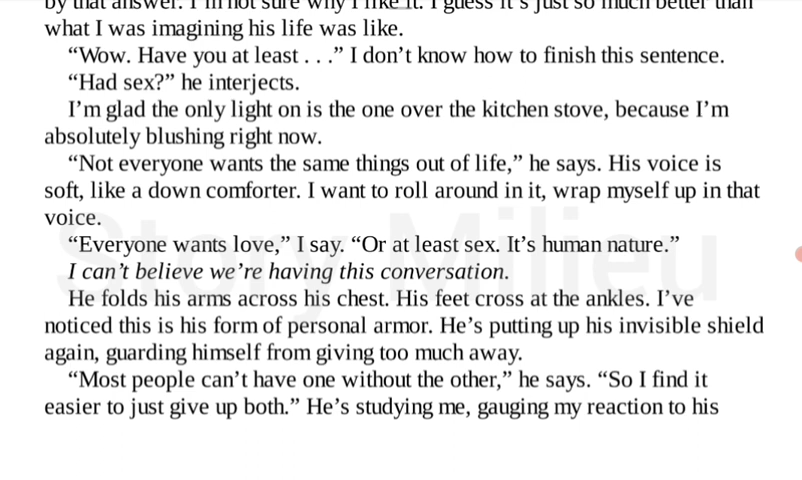 by that answer. I'm not sure why I like it. I guess it's just so much better than
what I was imagining his life was like.
“Wow. Have you at least . . .” I don’t know how to finish this sentence.
“Had sex?” he interjects.
I’m glad the only light on is the one over the kitchen stove, because I’m
absolutely blushing right now.
“Not everyone wants the same things out of life,” he says. His voice is
soft, like a down comforter. I want to roll around in it, wrap myself up in that
voice.
“Everyone wants love,” I say. “Or at least sex. It’s human nature.”
I can’t believe we’re having this conversation.
He folds his arms across his chest. His feet cross at the ankles. I’ve
noticed this is his form of personal armor. He’s putting up his invisible shield
again, guarding himself from giving too much away.
“Most people can’t have one without the other,” he says. “So I find it
easier to just give up both.” He’s studying me, gauging my reaction to his
Story Milieu